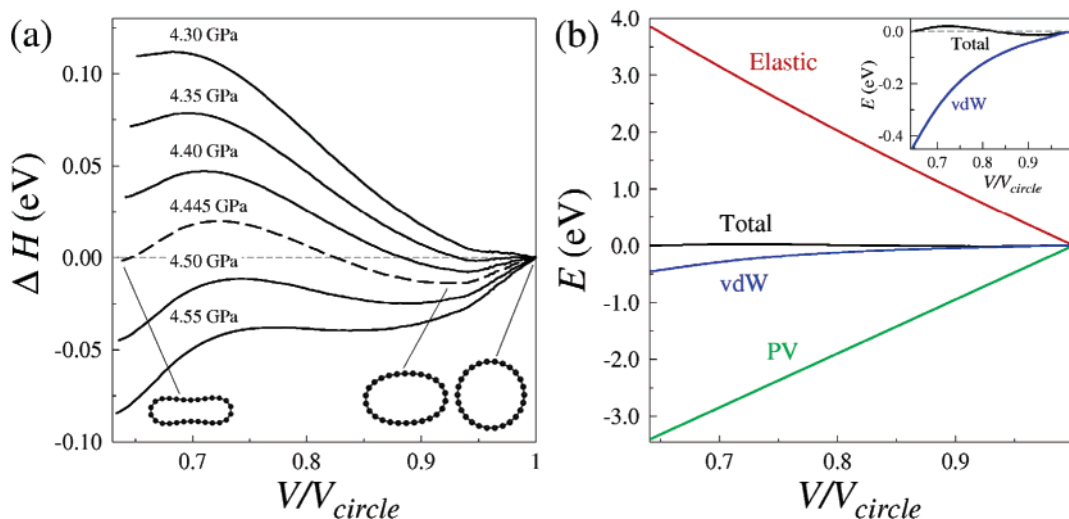 (a)
Δ H (eV)
0.10
0.05
0.00
-0.05
-0.10
4.30 GPa
4.35 GPa
4.40 GPa
4.445 GPa
4.50 GPa
4.55 GPa
0.7
0.8
0.9
1
V/Vcircle
(b)
E (eV)
4.0
3.0
2.0
1.0
0.0
-1.0
-2.0
-3.0
Elastic
Total
vdW
PV
0.7
0.8
0.9
V/Vcircle
E (eV)
0.0
-0.2
-0.4
Total
vdW
0.7
0.8
0.9
V/Vcircle